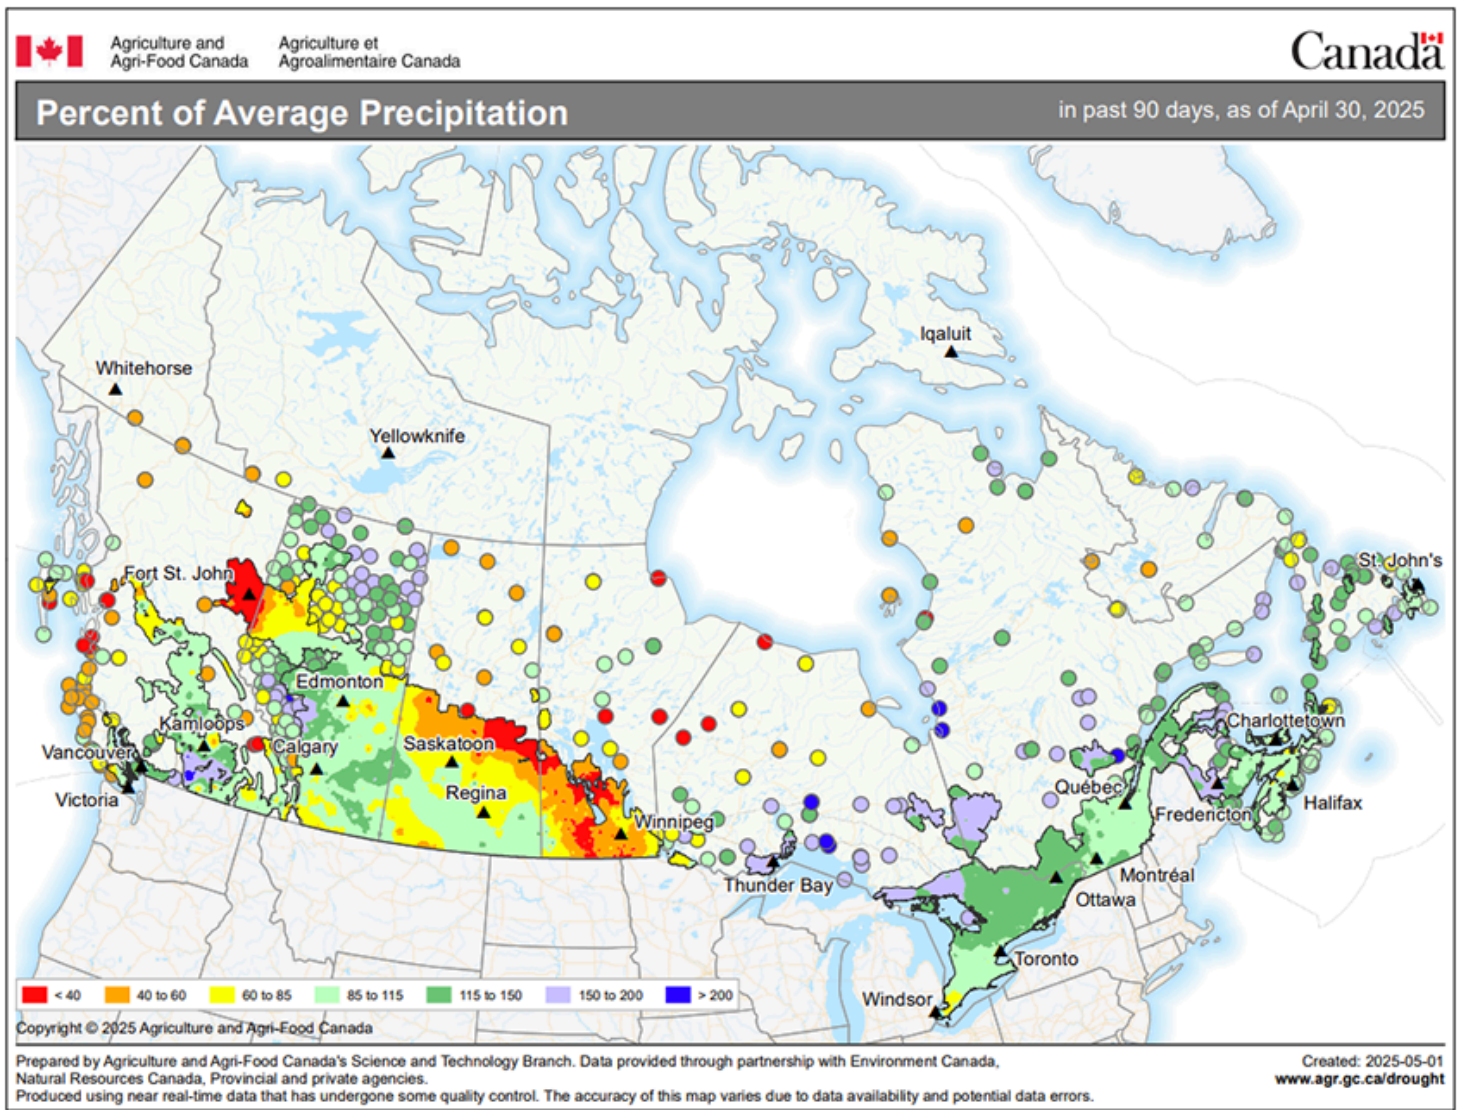 Agriculture and
Agri-Food Canada
Agriculture et
Agroalimentaire Canada
Canada
Percent of Average Precipitation
in past 90 days, as of April 30, 2025
Iqaluit
Whitehorse
Yellowknife
St. John's
Fort St. John
Edmonton
Kamloops
Charlottetown
Vancouver
Calgary
Saskatoon
Victoria
Regina
Québec
Halifax
Winnipeg
Fredericton
Thunder Bay
Montréal
Ottawa
Toronto
Windsor
< 40
40 to 60
60 to 85
85 to 115
115 to 150
150 to 200
> 200
Copyright © 2025 Agriculture and Agri-Food Canada
Prepared by Agriculture and Agri-Food Canada's Science and Technology Branch. Data provided through partnership with Environment Canada,
Natural Resources Canada, Provincial and private agencies.
Produced using near real-time data that has undergone some quality control. The accuracy of this map varies due to data availability and potential data errors.
Created: 2025-05-01
www.agr.gc.ca/drought